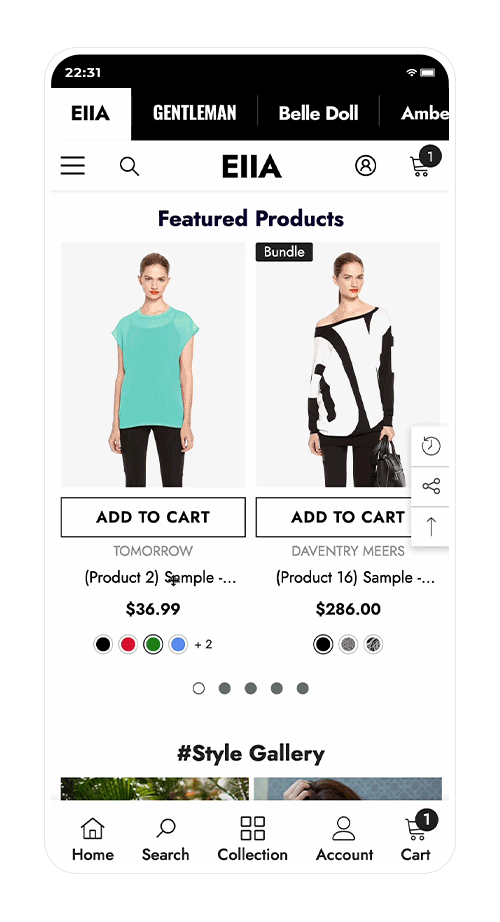 22:31
EIIA GENTLEMAN Belle Doll Ambe
EIIA 1
Featured Products
Bundle
ADD TO CART ADD TO CART
TOMORROW DAVENTRY MEERS
(Product 2) Sample -... (Product 16) Sample -...
$36.99 $286.00
+ 2
#Style Gallery
1
Home Search Collection Account Cart